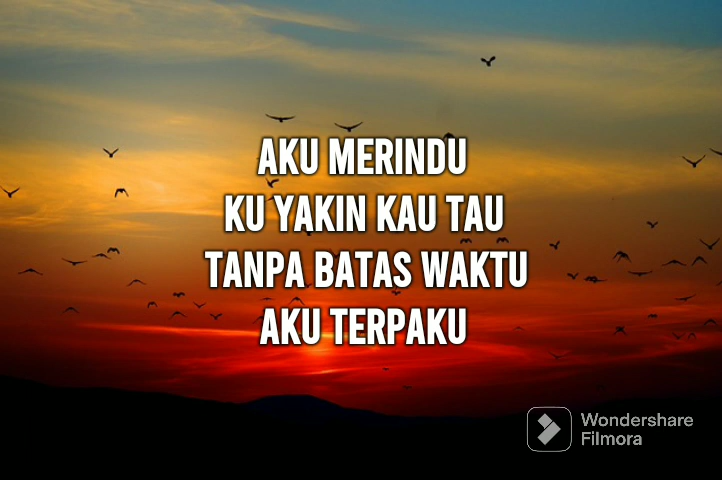 AKU MERINDU
KU YAKIN KAU TAU
TANPA BATAS WAKTU
AKU TERPAKU
Wondershare
Filmora